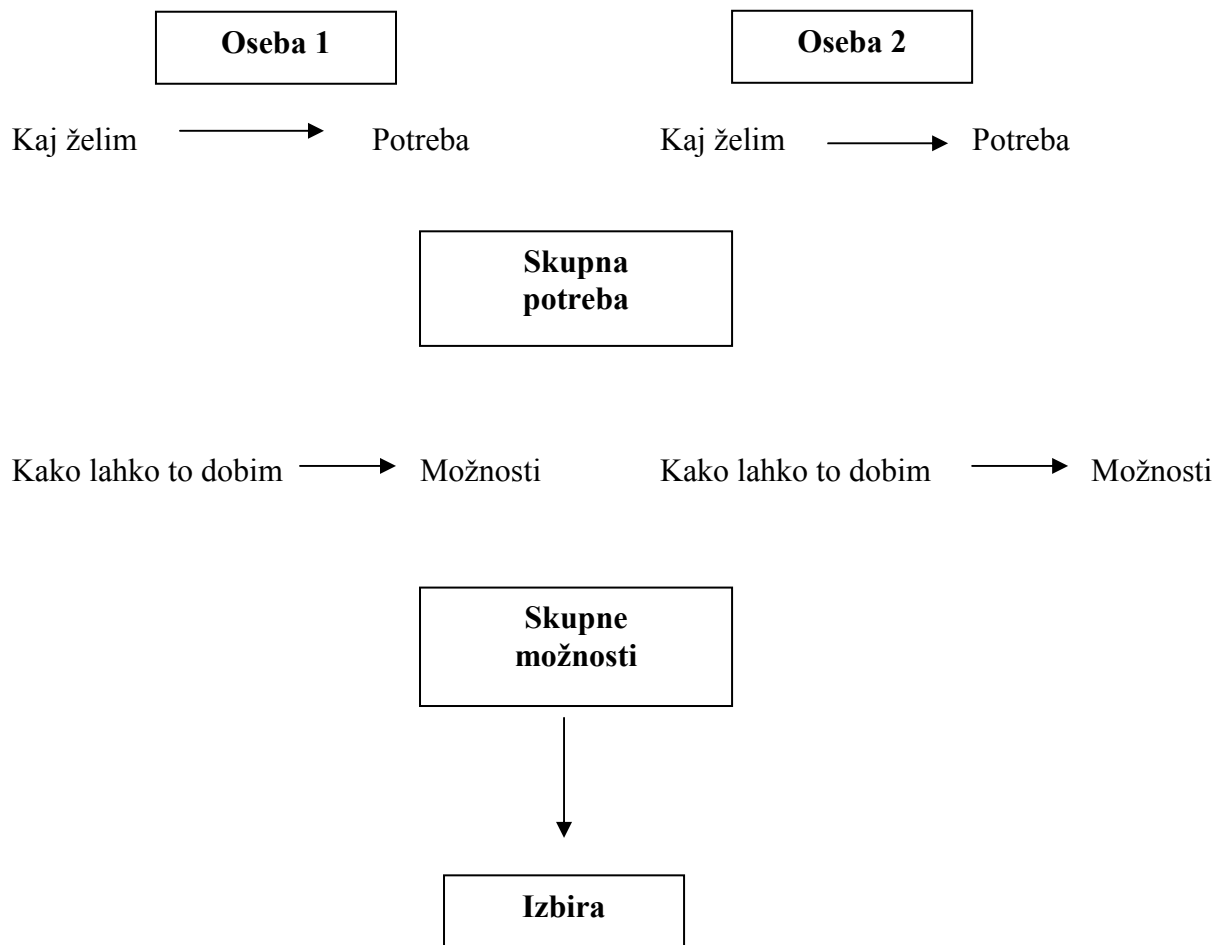 Oseba 1
Oseba 2
Kaj želim
Potreba
Kaj želim
Potreba
Skupna
potreba
Kako lahko to dobim
Možnosti
Kako lahko to dobim
Možnosti
Skupne
možnosti
Izbira